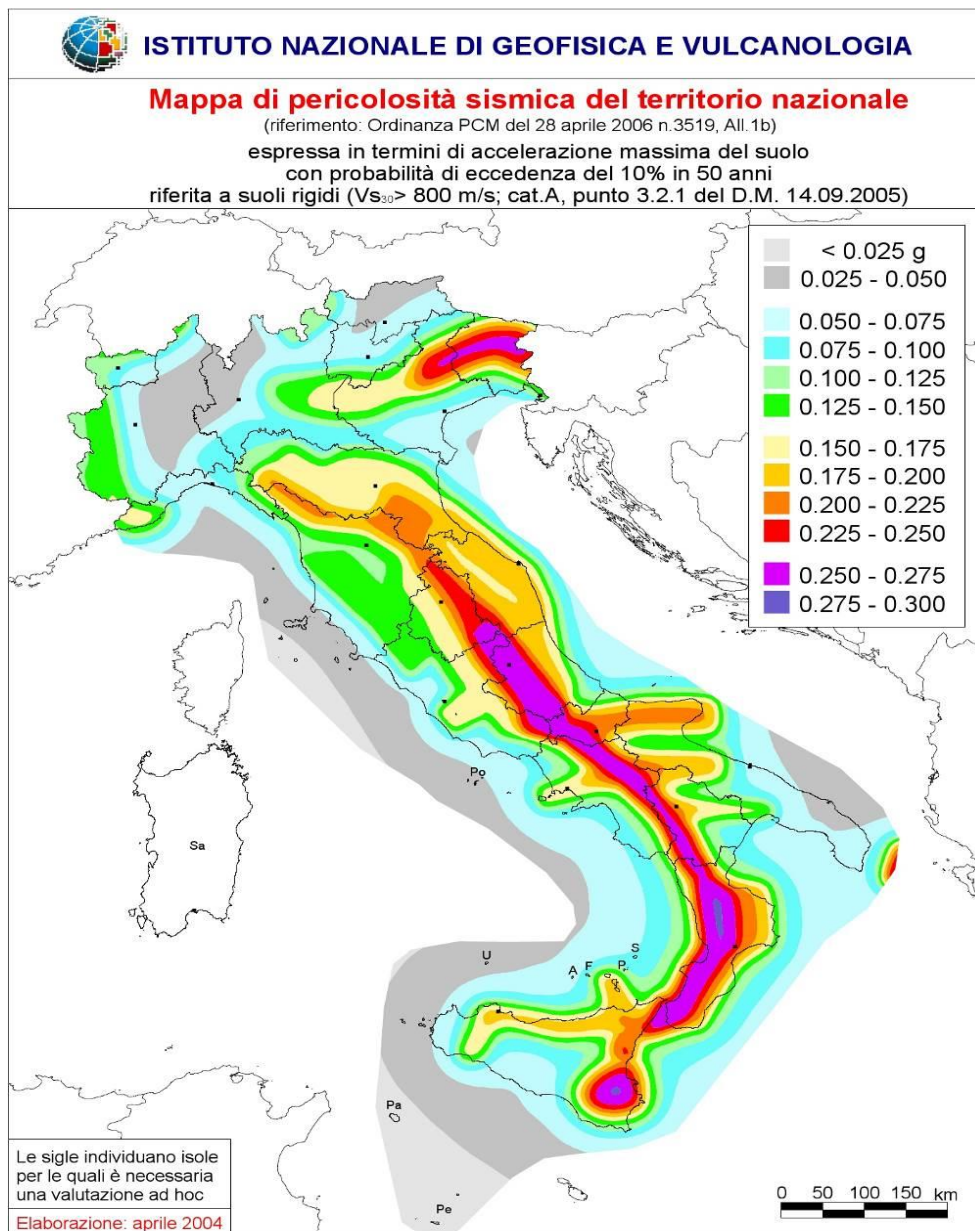 ISTITUTO NAZIONALE DI GEOFISICA E VULCANOLOGIA
Mappa di pericolosità sismica del territorio nazionale
(riferimento: Ordinanza PCM del 28 aprile 2006 n.3519, All.1b)
espressa in termini di accelerazione massima del suolo
con probabilità di eccedenza del 10% in 50 anni
riferita a suoli rigidi (Vs30> 800 m/s; cat.A, punto 3.2.1 del D.M. 14.09.2005)
< 0.025 g
0.025 - 0.050
0.050 - 0.075
0.075 - 0.100
0.100 - 0.125
0.125 - 0.150
0.150 - 0.175
0.175 - 0.200
0.200 - 0.225
0.225 - 0.250
0.250 - 0.275
0.275 - 0.300
Po
Sa
S
U
A F P
Pa
Pe
Le sigle individuano isole
per le quali è necessaria
una valutazione ad hoc
Elaborazione: aprile 2004
0 50 100 150 km